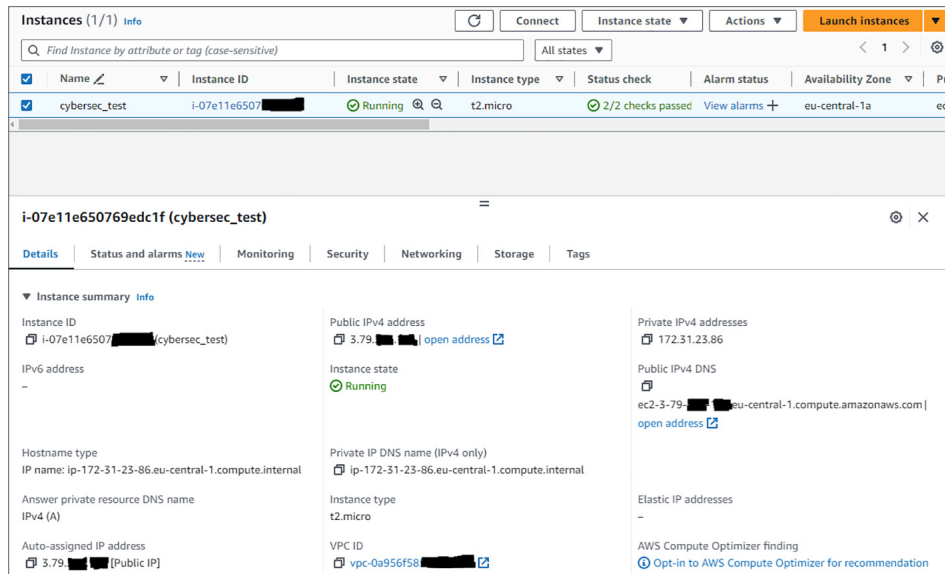 Instances (1/1) Info
Connect
Instance state
Actions
Launch instances
Find Instance by attribute or tag (case-sensitive)
All states
1
Name Instance ID Instance state Instance type Status check Alarm status Availability Zone
cybersec_test i-07e11e6507 Running t2.micro 2/2 checks passed View alarms + eu-central-1a
i-07e11e650769edc1f (cybersec_test)
Details Status and alarms New Monitoring Security Networking Storage Tags
Instance summary Info
Instance ID
i-07e11e6507 (cybersec_test)
Public IPv4 address
3.79. | open address
Private IPv4 addresses
172.31.23.86
IPv6 address
–
Instance state
Running
Public IPv4 DNS
ec2-3-79- eu-central-1.compute.amazonaws.com |
open address
Hostname type
IP name: ip-172-31-23-86.eu-central-1.compute.internal
Private IP DNS name (IPv4 only)
ip-172-31-23-86.eu-central-1.compute.internal
Answer private resource DNS name
IPv4 (A)
Instance type
t2.micro
Elastic IP addresses
–
Auto-assigned IP address
3.79. [Public IP]
VPC ID
vpc-0a956f58
AWS Compute Optimizer finding
Opt-in to AWS Compute Optimizer for recommendation